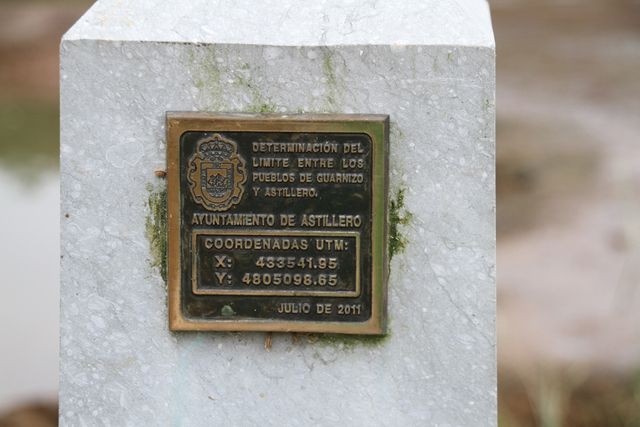 DETERMINACIÓN DEL
LIMITE ENTRE LOS
PUEBLOS DE GUARNIZO
Y ASTILLERO.
AYUNTAMIENTO DE ASTILLERO
COORDENADAS UTM:
X: 433541.95
Y: 4805098.65
JULIO DE 2011